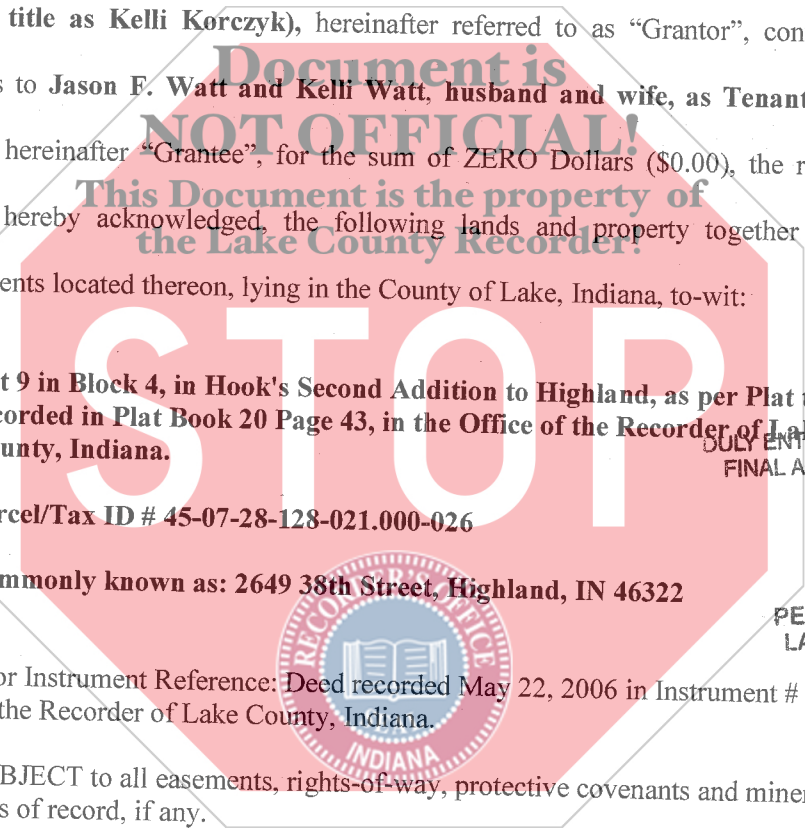 title as Kelli Korczyk), hereinafter referred to as “Grantor”, con
Document is
s to Jason F. Watt and Kelli Watt, husband and wife, as Tenant
NOT OFFICIAL!
hereinafter “Grantee”, for the sum of ZERO Dollars ($0.00), the r
This Document is the property of
hereby acknowledged, the following lands and property together
the Lake County Recorder!
ents located thereon, lying in the County of Lake, Indiana, to-wit:
STOP
t 9 in Block 4, in Hook's Second Addition to Highland, as per Plat t
corded in Plat Book 20 Page 43, in the Office of the Recorder of Lak
DULY ENT
unty, Indiana.
FINAL A
rcel/Tax ID # 45-07-28-128-021.000-026
mmonly known as: 2649 38th Street, Highland, IN 46322
RECORDER'S OFFICE
PE
LA
or Instrument Reference: Deed recorded May 22, 2006 in Instrument #
the Recorder of Lake County, Indiana.
INDIANA
BJECT to all easements, rights-of-way, protective covenants and miner
s of record, if any.